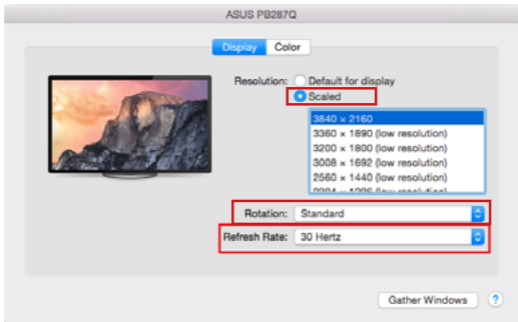 ASUS PB287Q
Display Color
Resolution: Default for display
Scaled
3840 × 2160
3360 × 1890 (low resolution)
3200 × 1800 (low resolution)
3008 × 1692 (low resolution)
2560 × 1440 (low resolution)
Rotation: Standard
Refresh Rate: 30 Hertz
Gather Windows ?